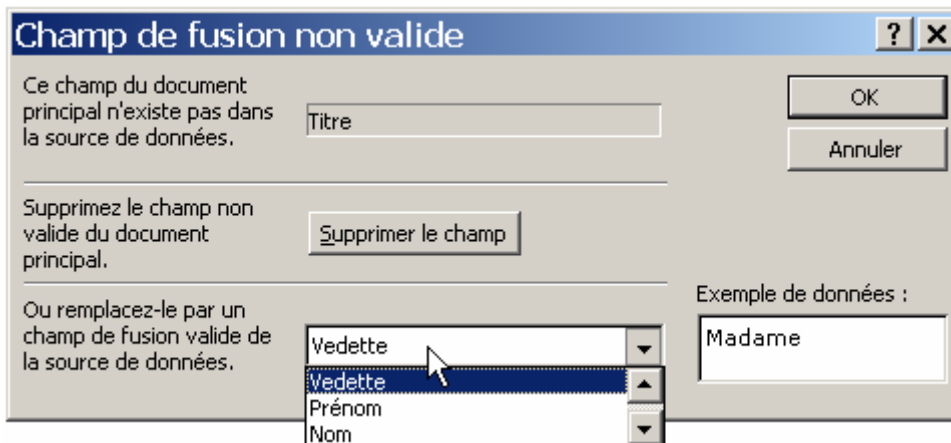 Champ de fusion non valide
Ce champ du document
principal n'existe pas dans
la source de données.
Titre
OK
Annuler
Supprimez le champ non
valide du document
principal.
Supprimer le champ
Ou remplacez-le par un
champ de fusion valide de
la source de données.
Vedette
Vedette
Prénom
Nom
Exemple de données :
Madame